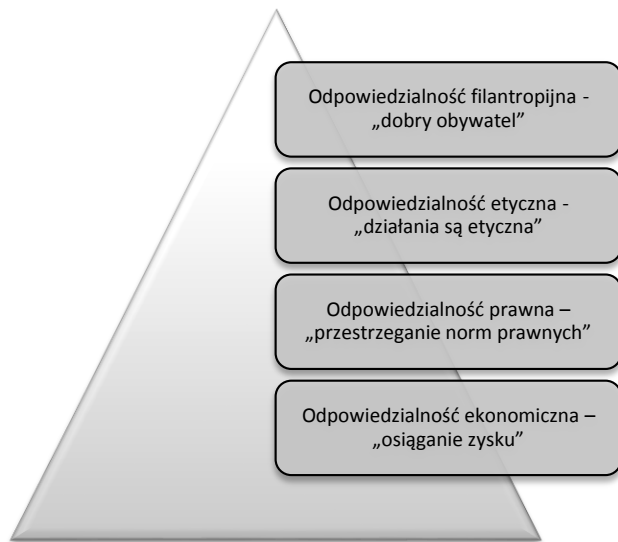 Odpowiedzialność filantropijna -
„dobry obywatel”
Odpowiedzialność etyczna -
„działania są etyczna”
Odpowiedzialność prawna –
„przestrzeganie norm prawnych”
Odpowiedzialność ekonomiczna –
„osiąganie zysku”